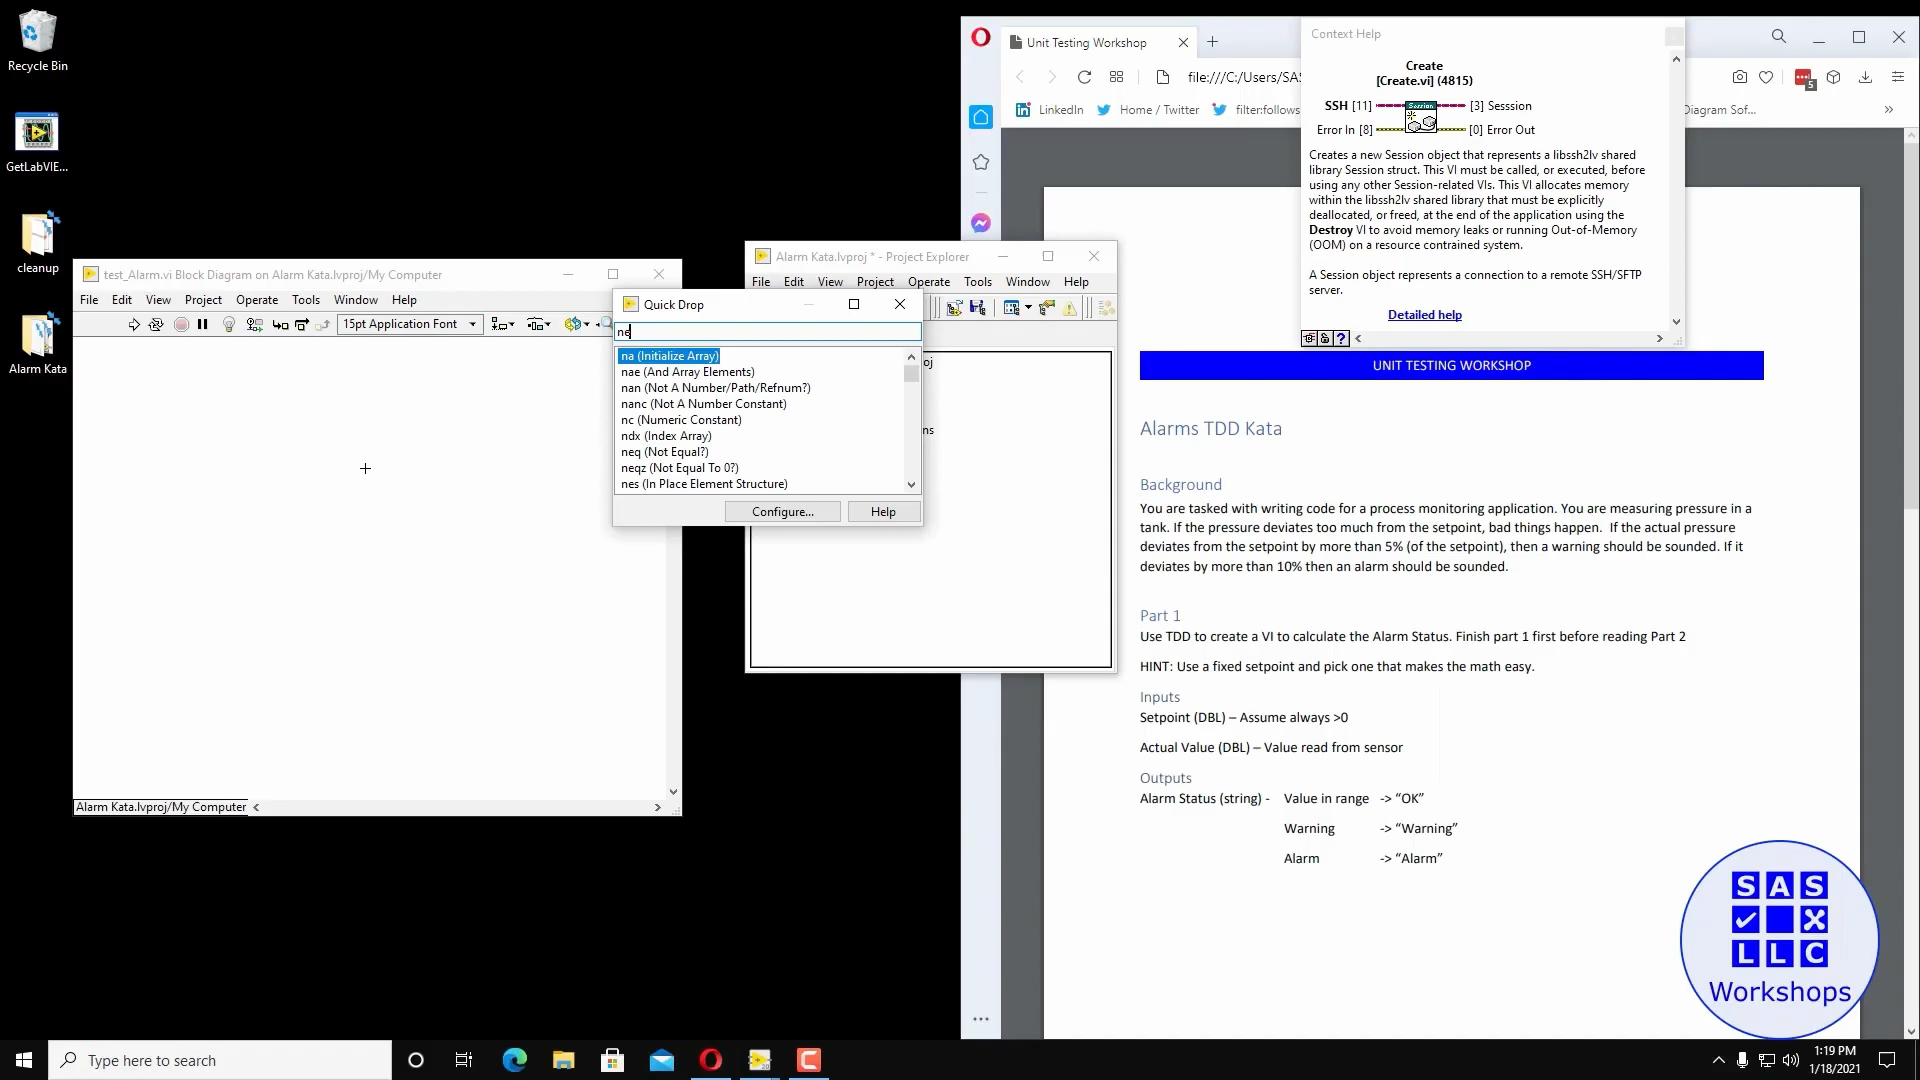 Recycle Bin
GetLabVIE...
cleanup
Alarm Kata
test_Alarm.vi Block Diagram on Alarm Kata.lvproj/My Computer
File Edit View Project Operate Tools Window Help
15pt Application Font
Alarm Kata.lvproj/My Computer
Alarm Kata.lvproj * - Project Explorer
File Edit View Project Operate Tools Window Help
oj
ns
Quick Drop
ne
na (Initialize Array)
nae (And Array Elements)
nan (Not A Number/Path/Refnum?)
nanc (Not A Number Constant)
nc (Numeric Constant)
ndx (Index Array)
neq (Not Equal?)
neqz (Not Equal To 0?)
nes (In Place Element Structure)
Configure... Help
Unit Testing Workshop
file:///C:/Users/SAS
5
LinkedIn Home / Twitter filter:follows
Diagram Sof...
Context Help
Create
[Create.vi] (4815)
SSH [11] Session [3] Sesssion
Error In [8] [0] Error Out
Creates a new Session object that represents a libssh2lv shared
library Session struct. This VI must be called, or executed, before
using any other Session-related VIs. This VI allocates memory
within the libssh2lv shared library that must be explicitly
deallocated, or freed, at the end of the application using the
Destroy VI to avoid memory leaks or running Out-of-Memory
(OOM) on a resource contrained system.
A Session object represents a connection to a remote SSH/SFTP
server.
Detailed help
UNIT TESTING WORKSHOP
Alarms TDD Kata
Background
You are tasked with writing code for a process monitoring application. You are measuring pressure in a
tank. If the pressure deviates too much from the setpoint, bad things happen. If the actual pressure
deviates from the setpoint by more than 5% (of the setpoint), then a warning should be sounded. If it
deviates by more than 10% then an alarm should be sounded.
Part 1
Use TDD to create a VI to calculate the Alarm Status. Finish part 1 first before reading Part 2
HINT: Use a fixed setpoint and pick one that makes the math easy.
Inputs
Setpoint (DBL) – Assume always >0
Actual Value (DBL) – Value read from sensor
Outputs
Alarm Status (string) - Value in range -> “OK”
Warning -> “Warning”
Alarm -> “Alarm”
SAS
LLC
Workshops
Type here to search
1:19 PM
1/18/2021